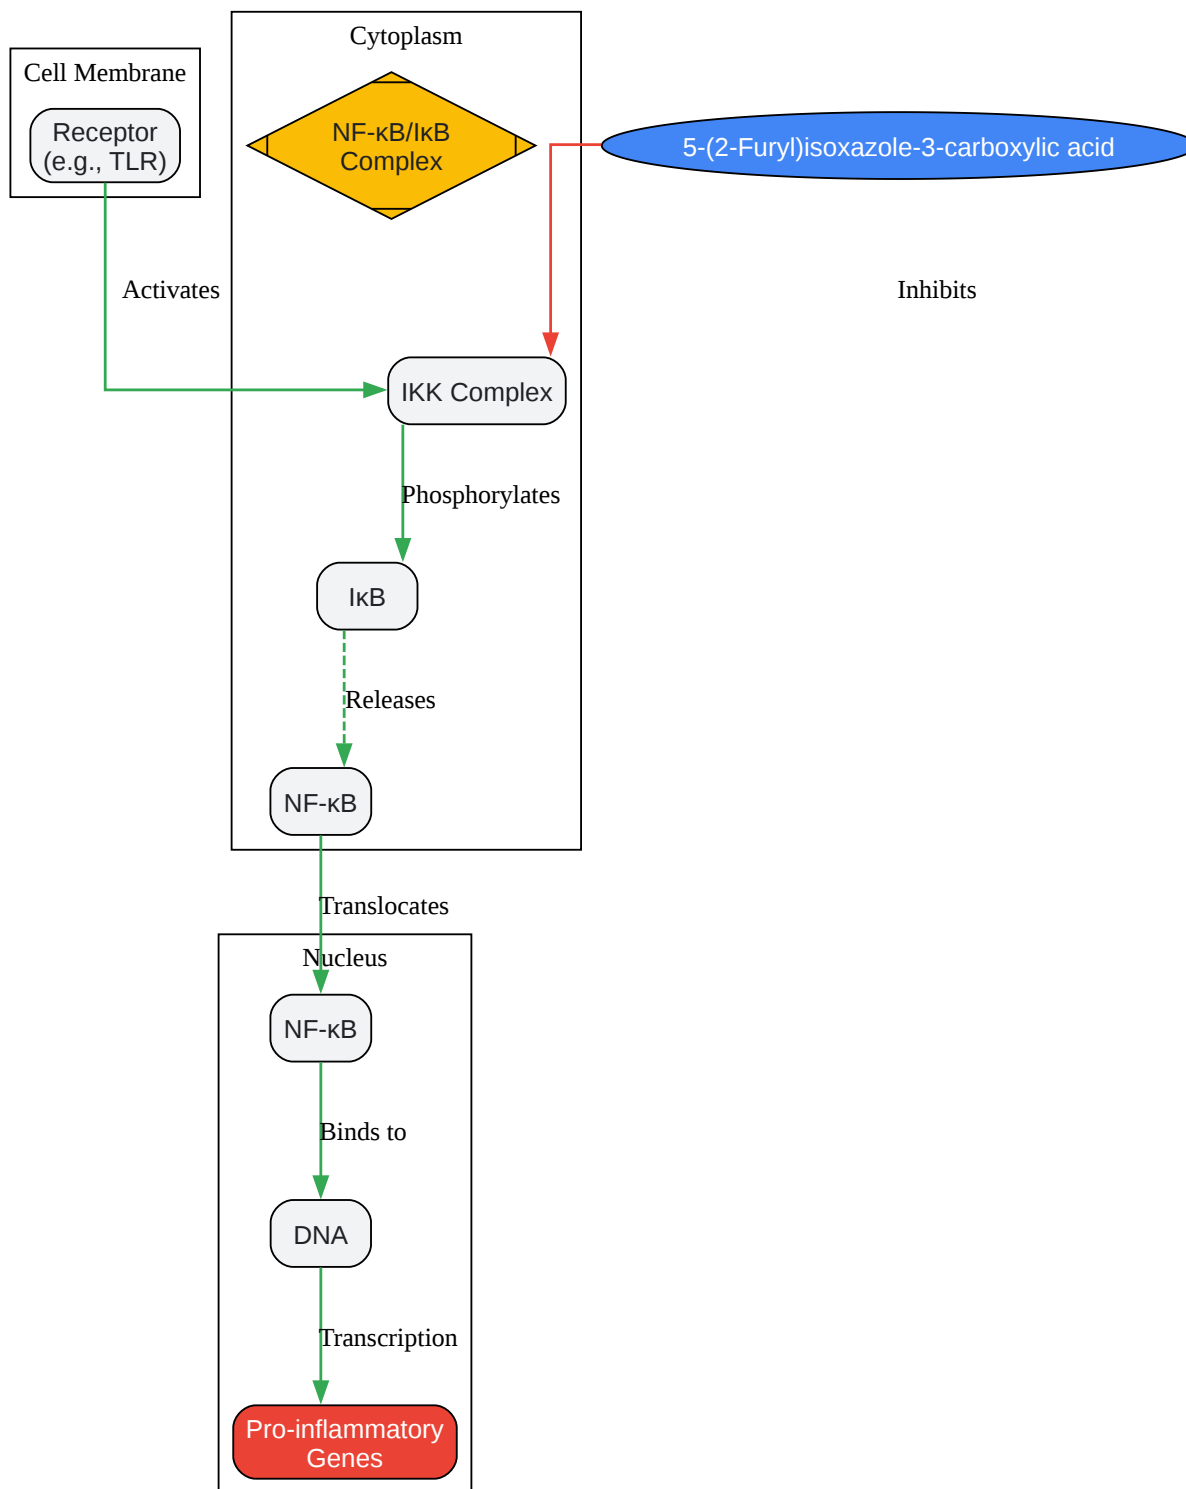 Cytoplasm
Cell Membrane
Receptor
(e.g., TLR)
NF-κB/IκB
Complex
5-(2-Furyl)isoxazole-3-carboxylic acid
Activates
Inhibits
IKK Complex
Phosphorylates
IκB
Releases
NF-κB
Translocates
Nucleus
NF-κB
Binds to
DNA
Transcription
Pro-inflammatory
Genes